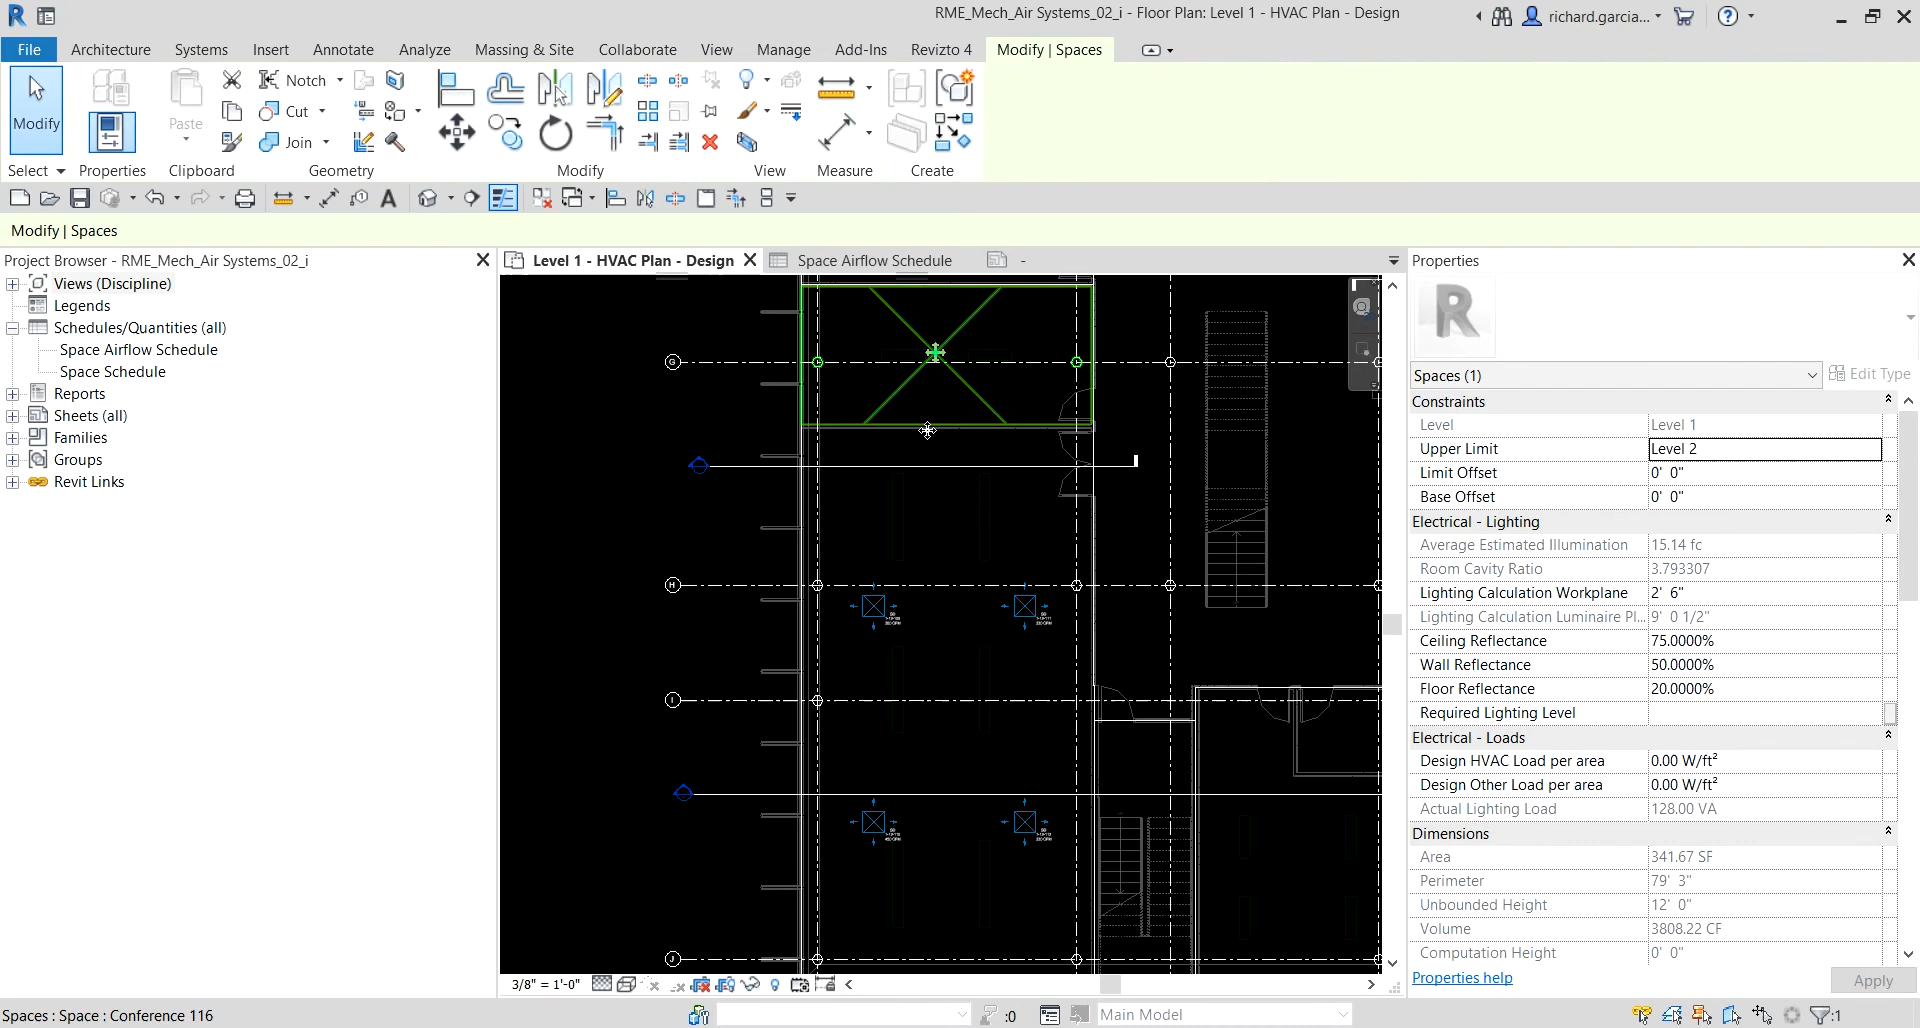 RME_Mech_Air Systems_02_i - Floor Plan: Level 1 - HVAC Plan - Design
richard.garcia...
File Architecture Systems Insert Annotate Analyze Massing & Site Collaborate View Manage Add-Ins Revizto 4 Modify | Spaces
Modify
Paste
Notch
Cut
Join
Select Properties Clipboard Geometry Modify View Measure Create
Modify | Spaces
Project Browser - RME_Mech_Air Systems_02_i
Views (Discipline)
Legends
Schedules/Quantities (all)
Space Airflow Schedule
Space Schedule
Reports
Sheets (all)
Families
Groups
Revit Links
Level 1 - HVAC Plan - Design
Space Airflow Schedule
-
G
H
I
J
3/8" = 1'-0"
Properties
R
Spaces (1)
Edit Type
Constraints
Level Level 1
Upper Limit Level 2
Limit Offset 0' 0"
Base Offset 0' 0"
Electrical - Lighting
Average Estimated Illumination 15.14 fc
Room Cavity Ratio 3.793307
Lighting Calculation Workplane 2' 6"
Lighting Calculation Luminaire Pl... 9' 0 1/2"
Ceiling Reflectance 75.0000%
Wall Reflectance 50.0000%
Floor Reflectance 20.0000%
Required Lighting Level
Electrical - Loads
Design HVAC Load per area 0.00 W/ft²
Design Other Load per area 0.00 W/ft²
Actual Lighting Load 128.00 VA
Dimensions
Area 341.67 SF
Perimeter 79' 3"
Unbounded Height 12' 0"
Volume 3808.22 CF
Computation Height 0' 0"
Properties help
Apply
Spaces : Space : Conference 116
:0
Main Model
:1